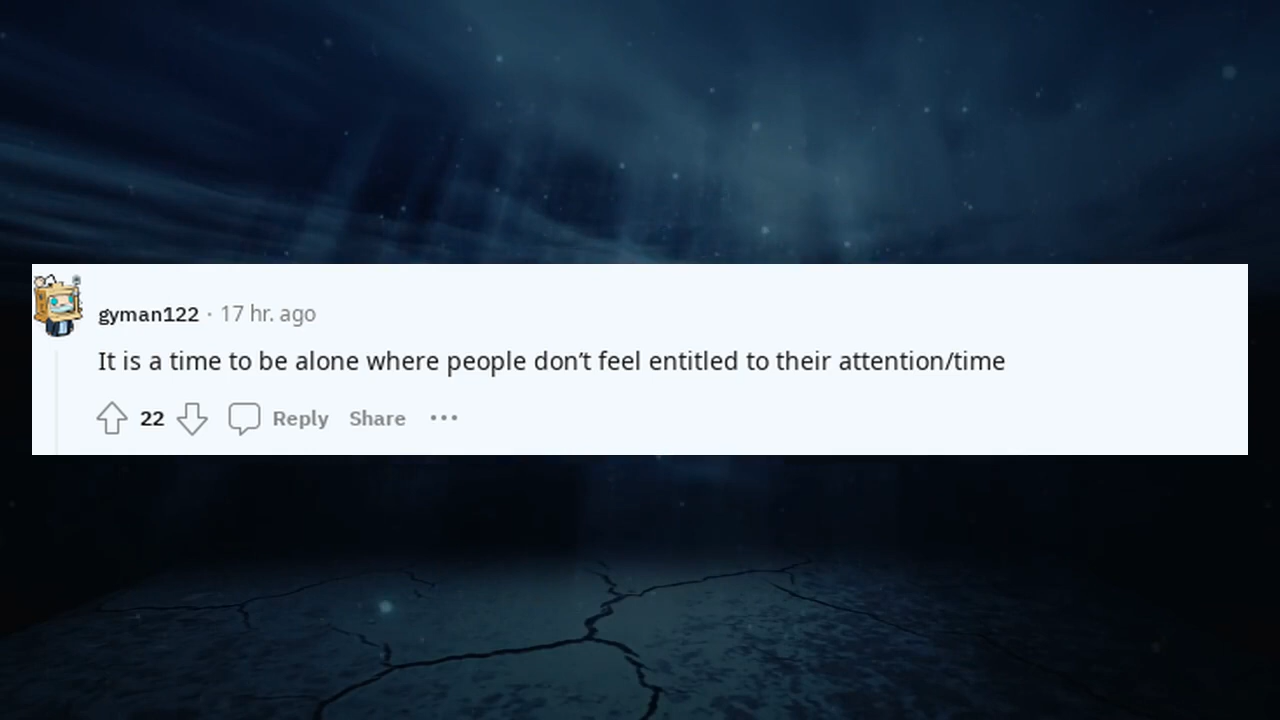 gyman122 · 17 hr. ago
It is a time to be alone where people don’t feel entitled to their attention/time
22 Reply Share ···